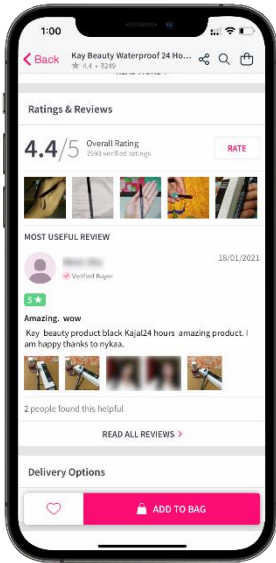 1:00
Back
Kay Beauty Waterproof 24 Ho...
★ 4.4 • ₹249
Ratings & Reviews
4.4/5
Overall Rating
7593 verified ratings
RATE
MOST USEFUL REVIEW
18/01/2021
Verified Buyer
5 ★
Amazing. wow
Kay beauty product black Kajal24 hours amazing product. I
am happy thanks to nykaa.
2 people found this helpful
READ ALL REVIEWS >
Delivery Options
ADD TO BAG